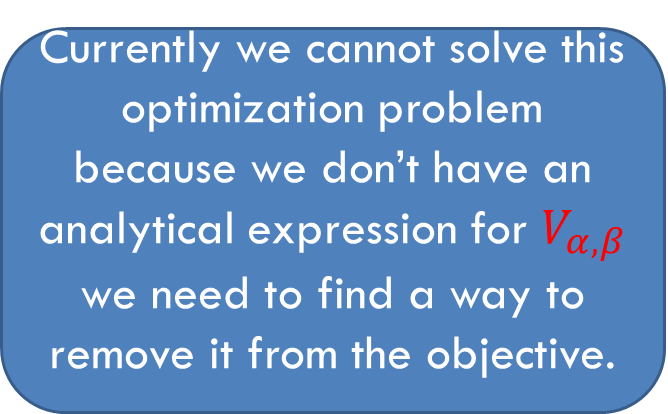 Currently we cannot solve this
optimization problem
because we don't have an
analytical expression for V_{α,β}
we need to find a way to
remove it from the objective.